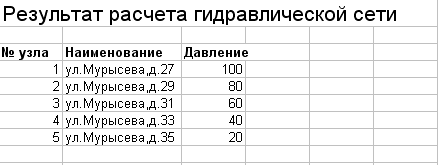 Результат расчета гидравлической сети
№ узла Наименование Давление
1 ул.Мурысева,д.27 100
2 ул.Мурысева,д.29 80
3 ул.Мурысева,д.31 60
4 ул.Мурысева,д.33 40
5 ул.Мурысева,д.35 20